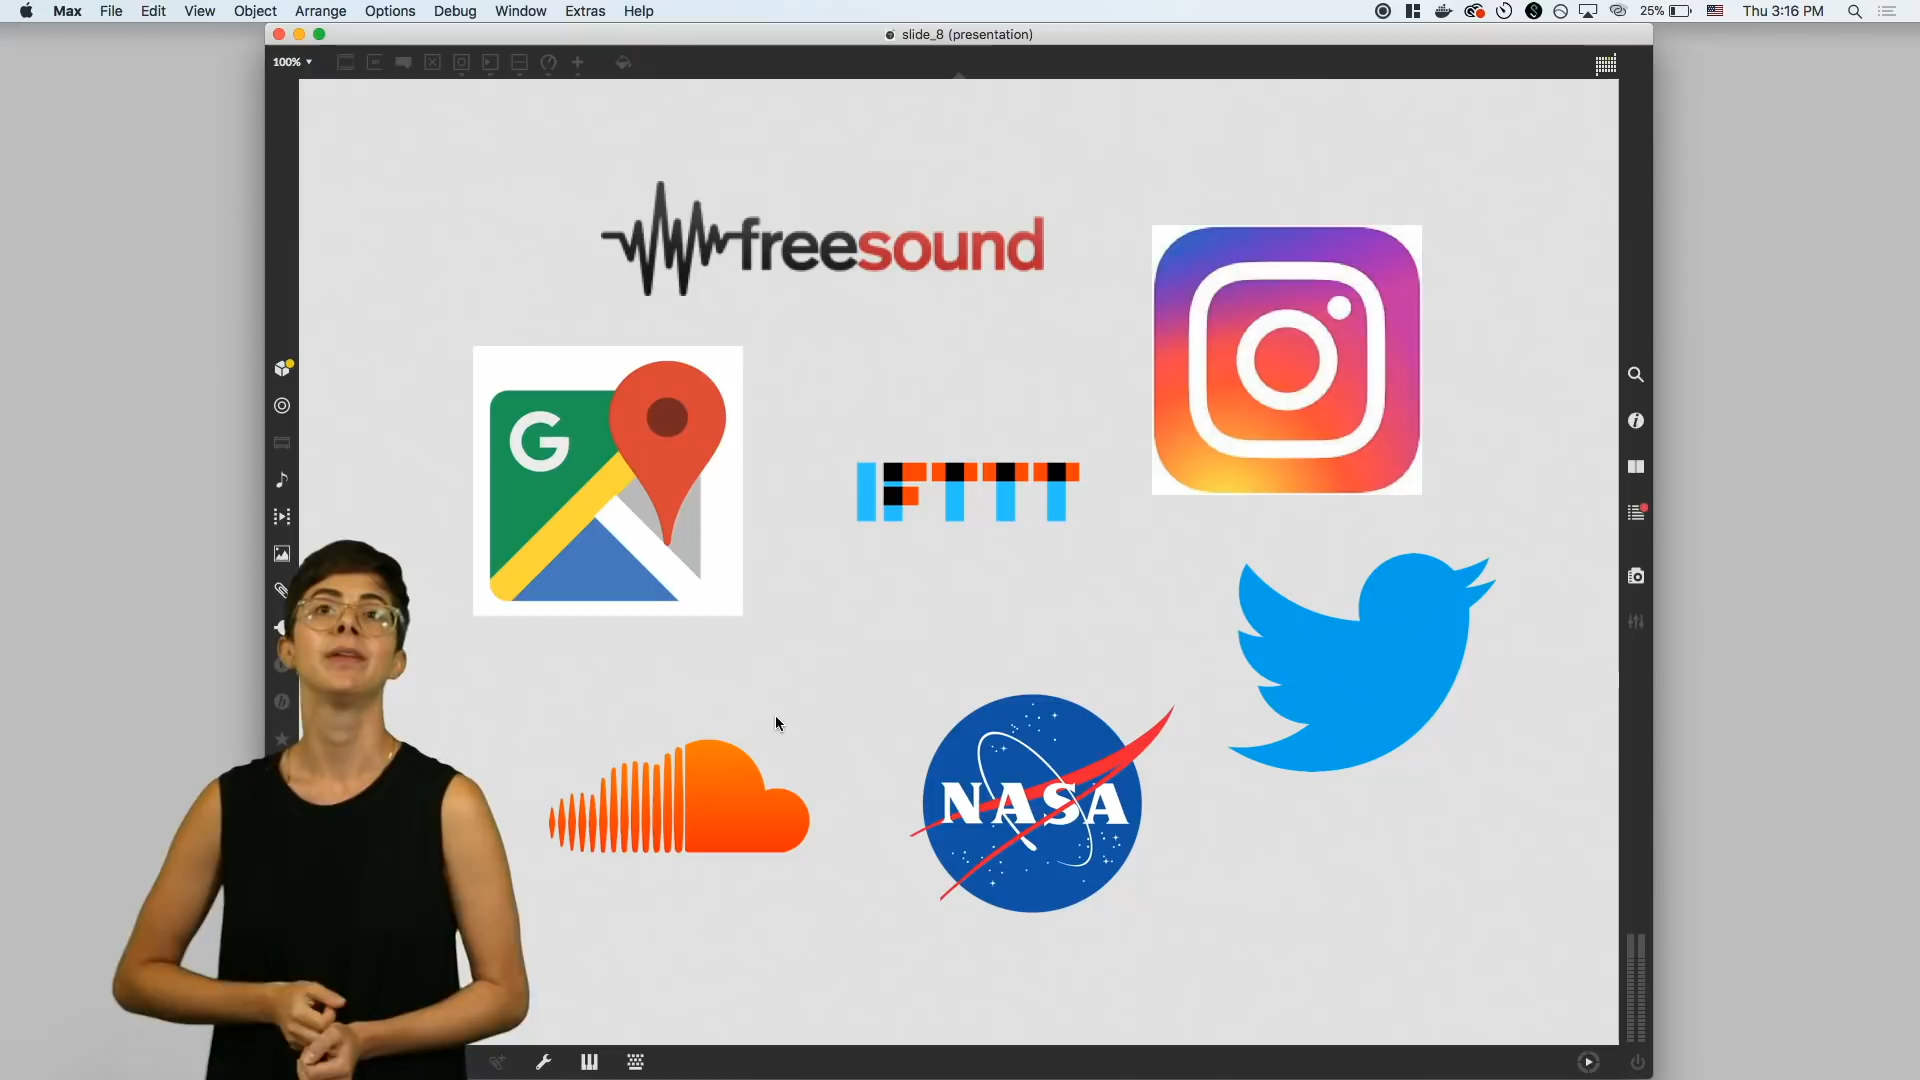 Max File Edit View Object Arrange Options Debug Window Extras Help
25% Thu 3:16 PM
slide_8 (presentation)
100%
freesound
G
IFTTT
NASA